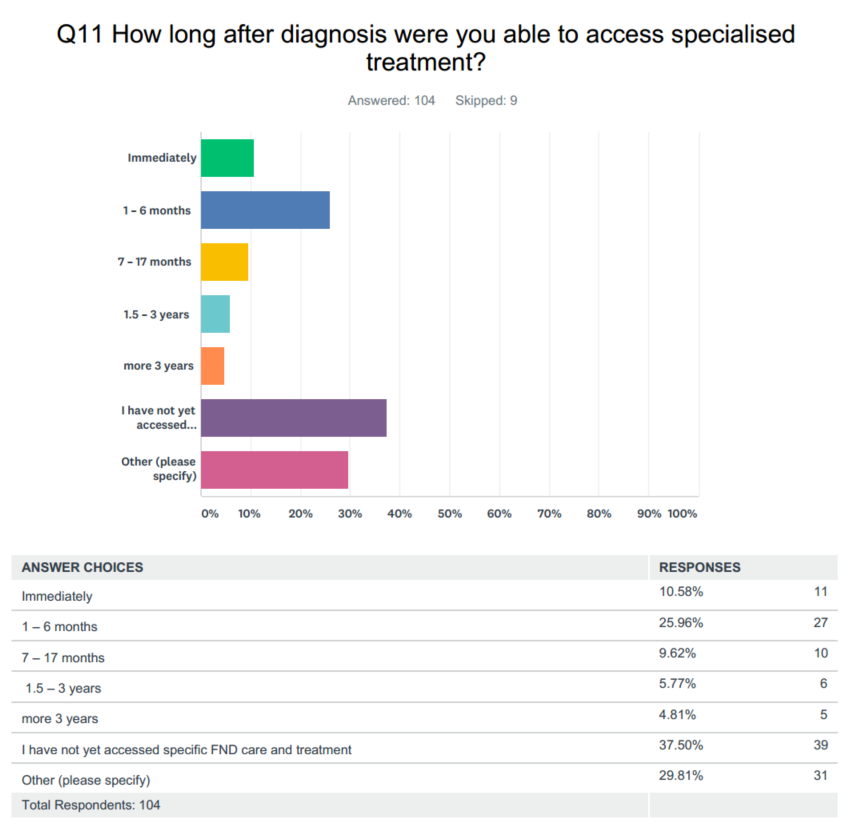 Q11 How long after diagnosis were you able to access specialised
treatment?
Answered: 104 Skipped: 9
Immediately
1 – 6 months
7 – 17 months
1.5 – 3 years
more 3 years
I have not yet
accessed...
Other (please
specify)
0% 10% 20% 30% 40% 50% 60% 70% 80% 90% 100%
ANSWER CHOICES RESPONSES
Immediately 10.58% 11
1 – 6 months 25.96% 27
7 – 17 months 9.62% 10
1.5 – 3 years 5.77% 6
more 3 years 4.81% 5
I have not yet accessed specific FND care and treatment 37.50% 39
Other (please specify) 29.81% 31
Total Respondents: 104